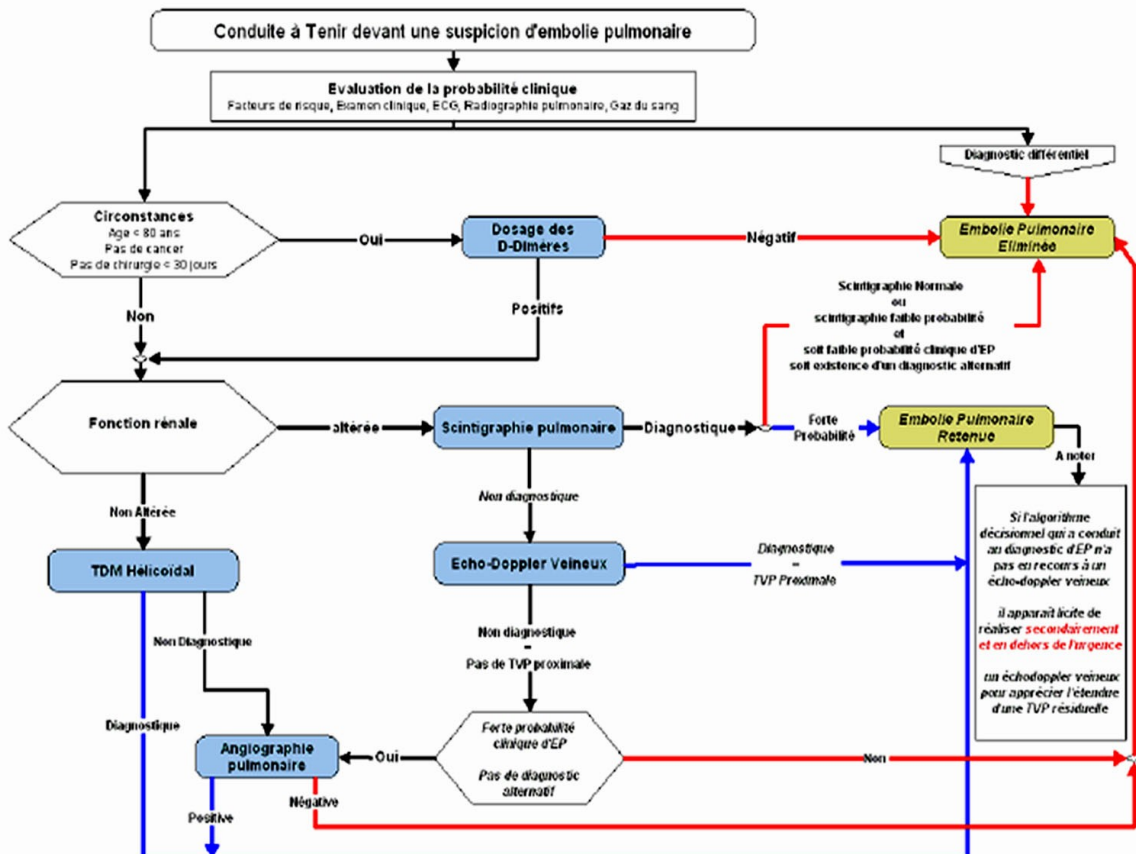 Conduite à Tenir devant une suspicion d'embolie pulmonaire
Evaluation de la probabilité clinique
Facteurs de risque, Examen clinique, ECG, Radiographie pulmonaire, Gaz du sang
Diagnostic différentiel
Circonstances
Age < 80 ans
Pas de cancer
Pas de chirurgie < 30 jours
Oui
Dosage des
D-Dimères
Négatif
Embolie Pulmonaire
Eliminée
Non
Positifs
Scintigraphie Normale
ou
scintigraphie faible probabilité
et
soit faible probabilité clinique d'EP
soit existence d'un diagnostic alternatif
Fonction rénale
altérée
Scintigraphie pulmonaire
Diagnostique
Forte
Probabilité
Embolie Pulmonaire
Retenue
A noter
Non Altérée
Non diagnostique
Si l'algorithme
décisionnel qui a conduit
au diagnostic d'EP n'a
pas en recours à un
écho-doppler veineux
il apparaît licite de
réaliser secondairement
et en dehors de l'urgence
un échodoppler veineux
pour apprécier l'étendre
d'une TVP résiduelle
TDM Hélicoïdal
Echo-Doppler Veineux
Diagnostique
–
TVP Proximale
Non Diagnostique
Non diagnostique
–
Pas de TVP proximale
Diagnostique
Angiographie
pulmonaire
Oui
Forte probabilité
clinique d'EP
Pas de diagnostic
alternatif
Non
Positive
Négative